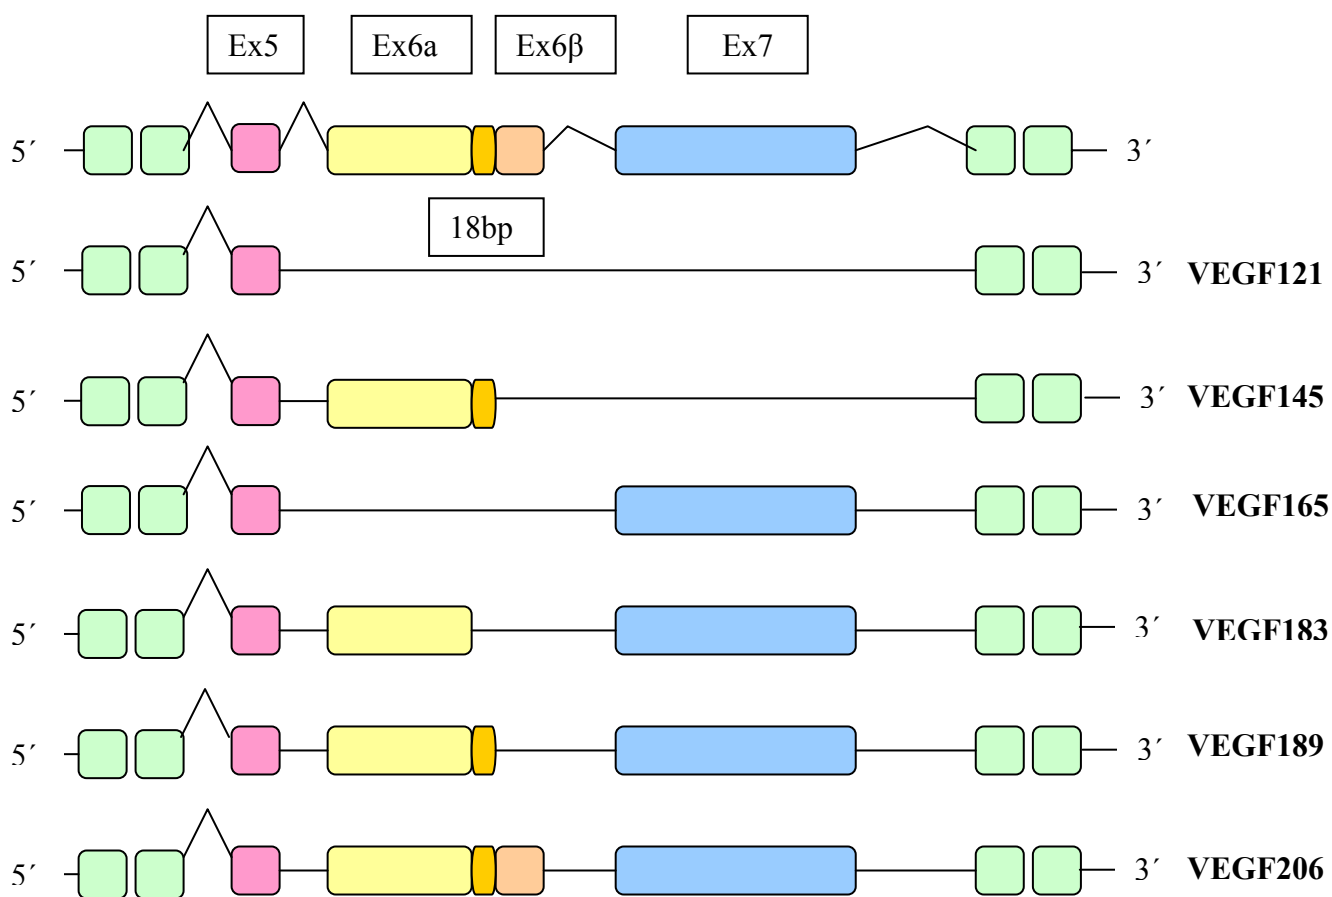 Ex5 Ex6a Ex6β Ex7
5´ 3´
18bp
5´ 3´ VEGF121
5´ 3´ VEGF145
5´ 3´ VEGF165
5´ 3´ VEGF183
5´ 3´ VEGF189
5´ 3´ VEGF206